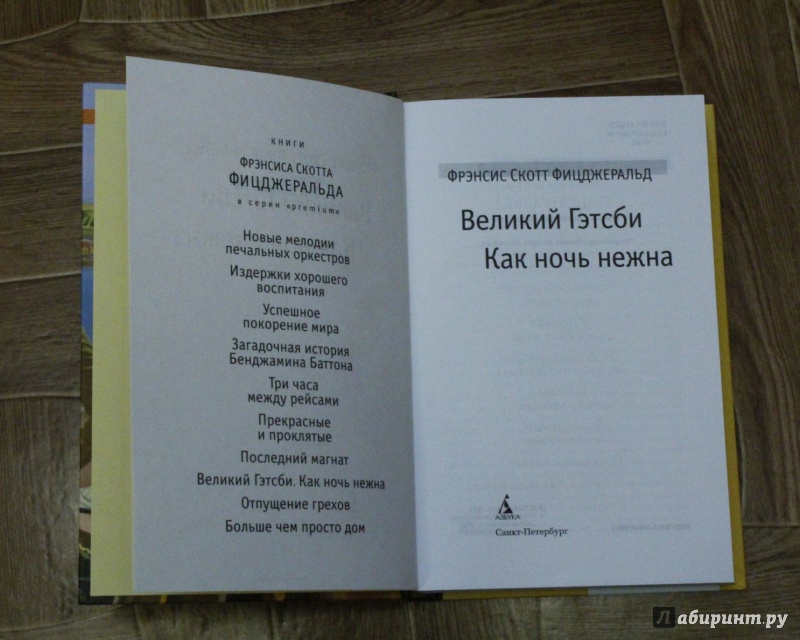 КНИГИ
ФРЭНСИСА СКОТТА
ФИЦДЖЕРАЛЬДА
в серии «premium»
Новые мелодии
печальных оркестров
Издержки хорошего
воспитания
Успешное
покорение мира
Загадочная история
Бенджамина Баттона
Три часа
между рейсами
Прекрасные
и проклятые
Последний магнат
Великий Гэтсби. Как ночь нежна
Отпущение грехов
Больше чем просто дом
ФРЭНСИС СКОТТ ФИЦДЖЕРАЛЬД
Великий Гэтсби
Как ночь нежна
АЗБУКА
Санкт-Петербург
Лабиринт.ру